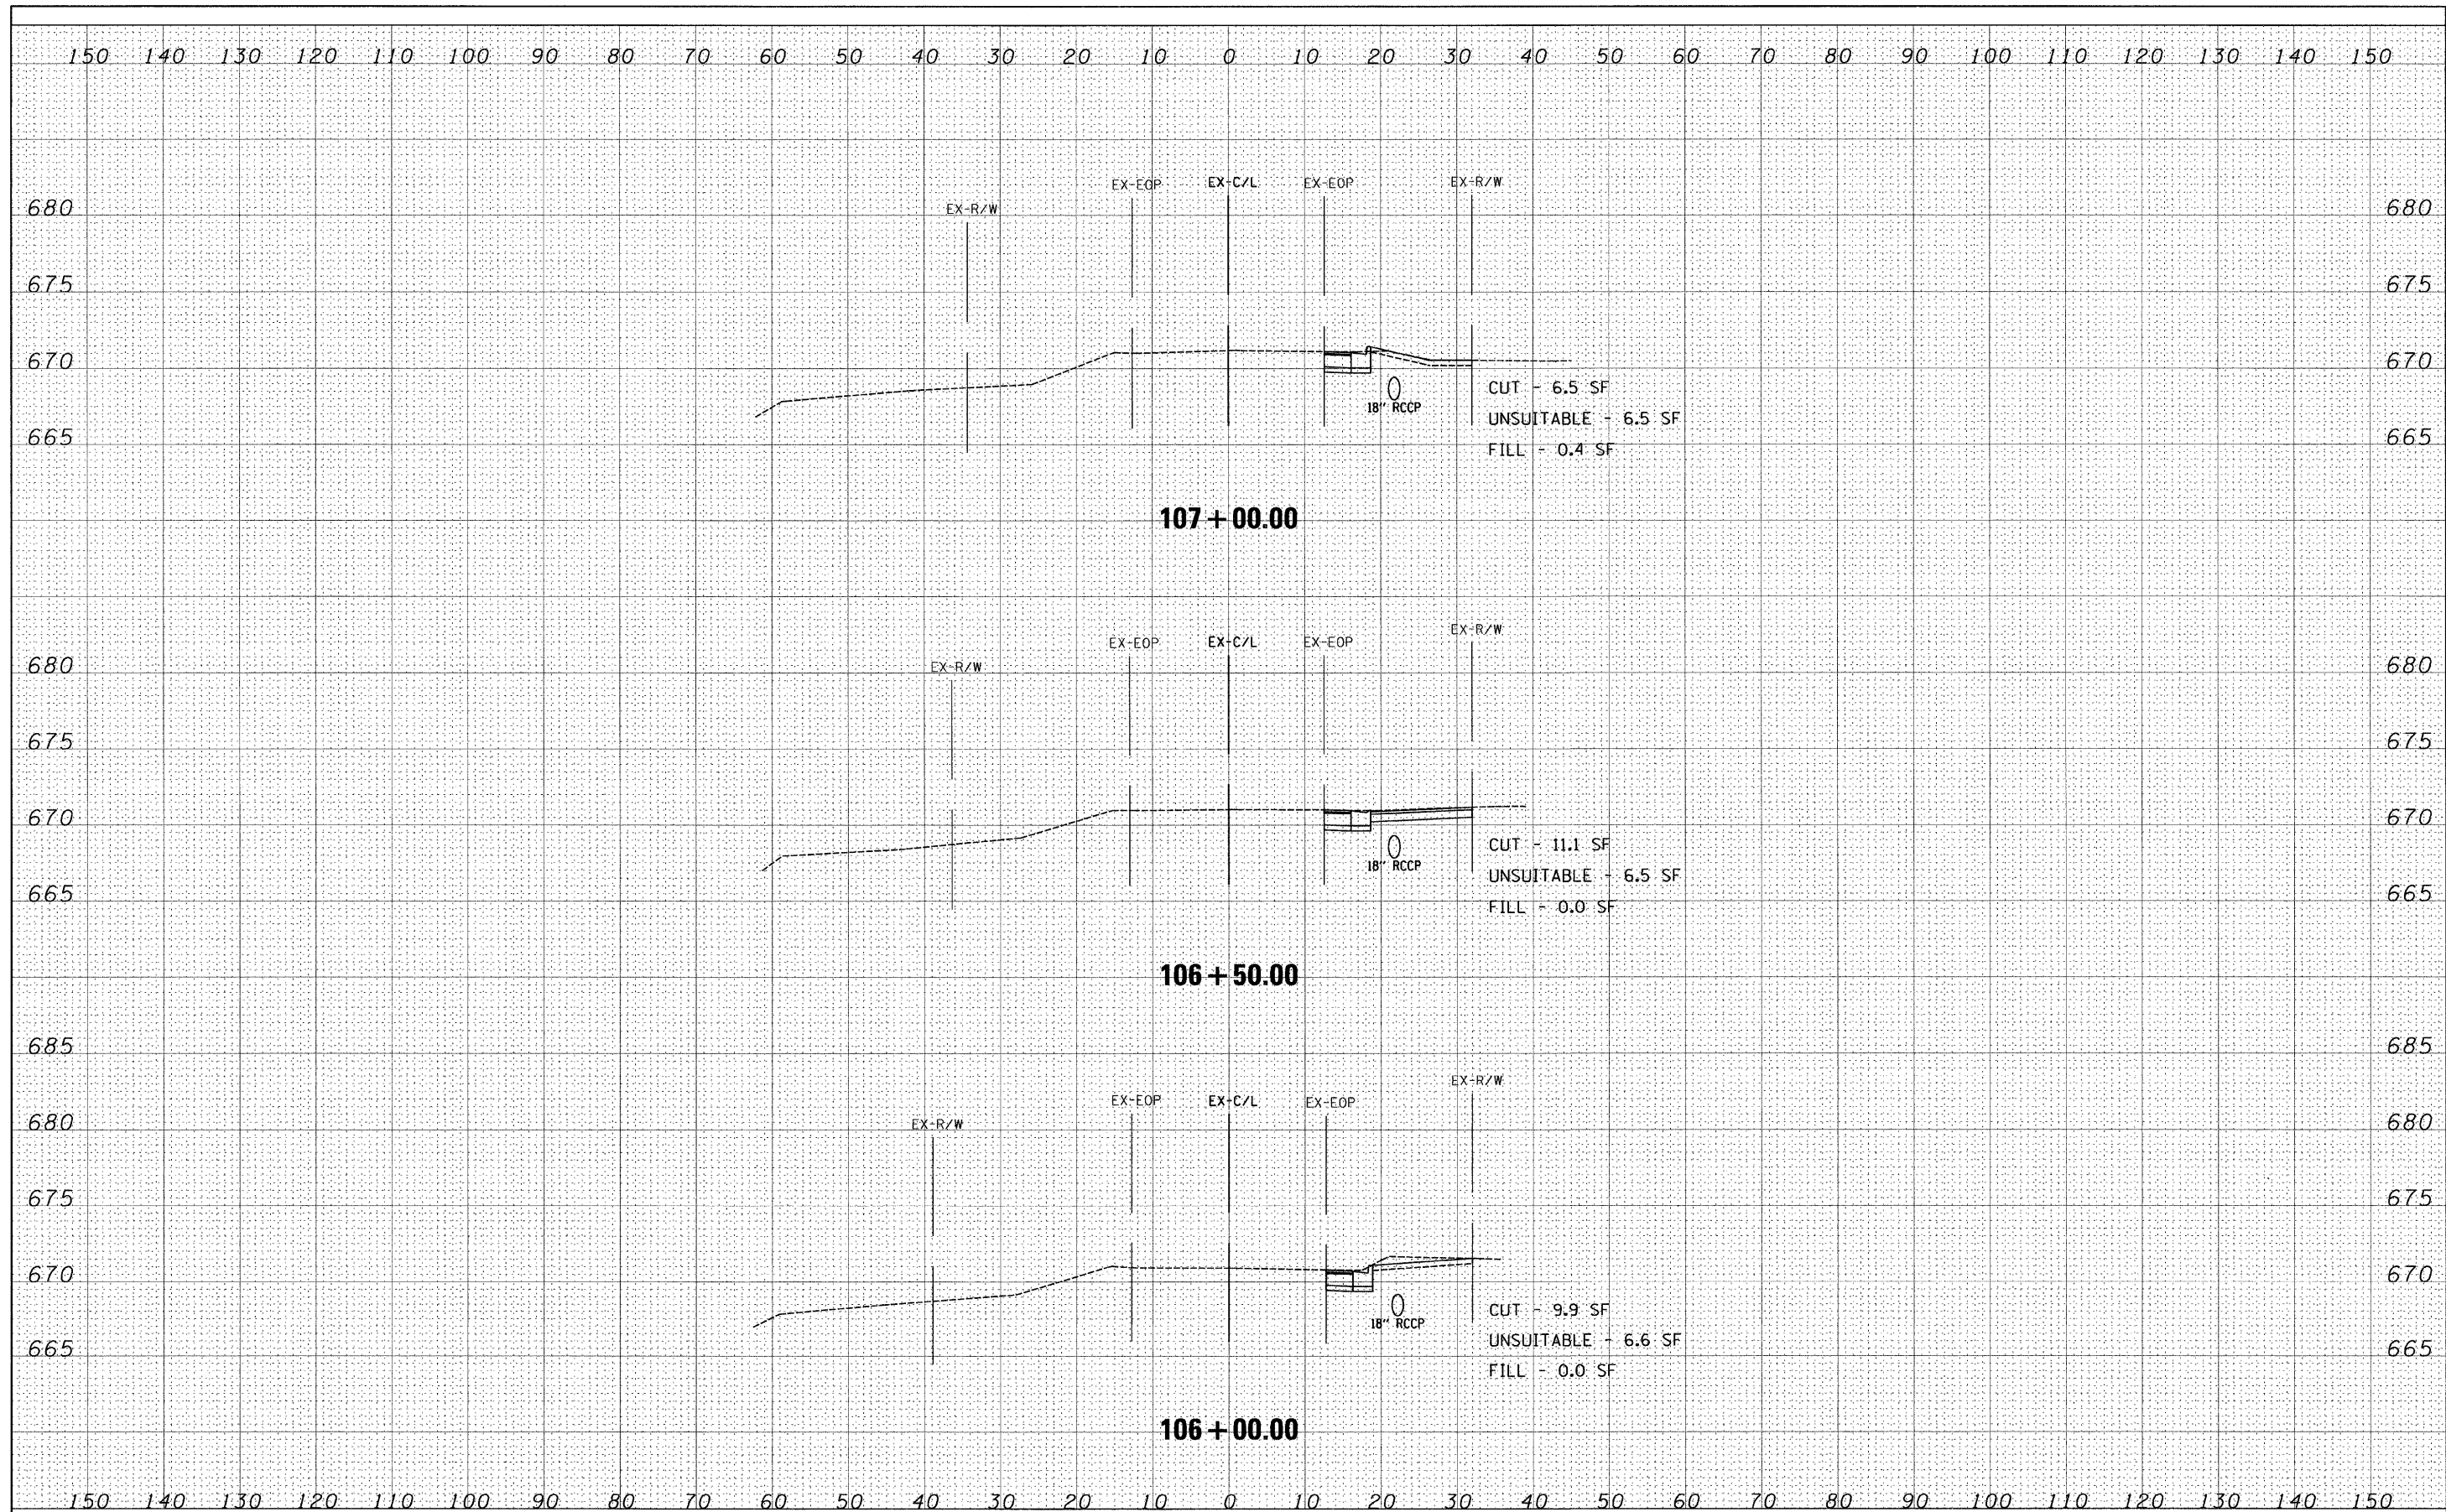 150 140 130 120 110 100 90 80 70 60 50 40 30 20 10 0 10 20 30 40 50 60 70 80 90 100 110 120 130 140 150
EX-EOP EX-C/L EX-EOP EX-R/W
EX-R/W
680 680
675 675
670 670
CUT - 6.5 SF
18" RCCP
UNSUITABLE - 6.5 SF
665 665
FILL - 0.4 SF
107 + 00.00
EX-R/W
EX-EOP EX-C/L EX-EOP
EX-R/W
680 680
675 675
670 670
CUT - 11.1 SF
18" RCCP
UNSUITABLE - 6.5 SF
665 665
FILL - 0.0 SF
106 + 50.00
685 685
EX-R/W
EX-EOP EX-C/L EX-EOP
680 680
EX-R/W
675 675
670 670
CUT - 9.9 SF
18" RCCP
UNSUITABLE - 6.6 SF
665 665
FILL - 0.0 SF
106 + 00.00
150 140 130 120 110 100 90 80 70 60 50 40 30 20 10 0 10 20 30 40 50 60 70 80 90 100 110 120 130 140 150